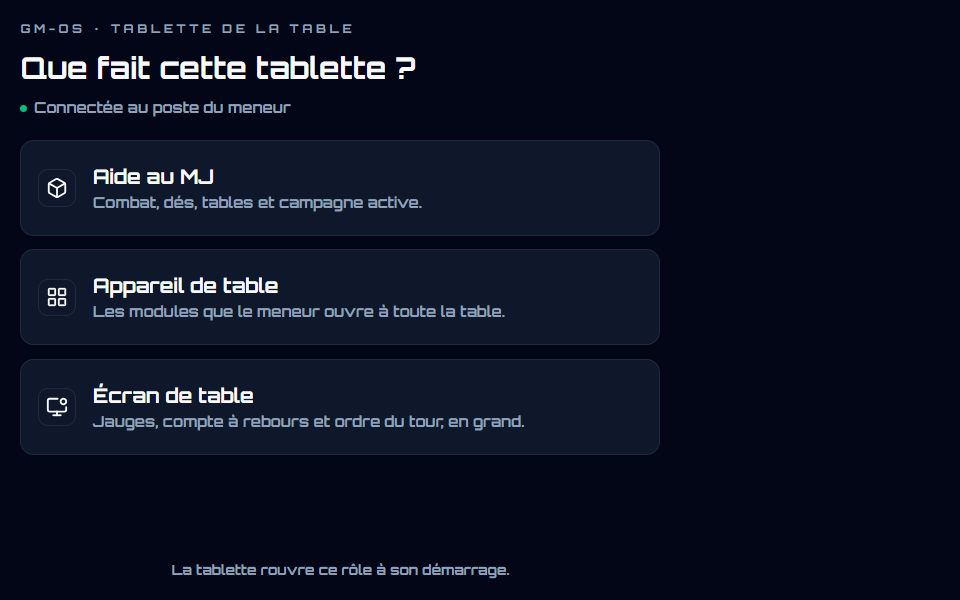 GM-OS · TABLETTE DE LA TABLE
Que fait cette tablette ?
Connectée au poste du meneur
Aide au MJ
Combat, dés, tables et campagne active.
Appareil de table
Les modules que le meneur ouvre à toute la table.
Écran de table
Jauges, compte à rebours et ordre du tour, en grand.
La tablette rouvre ce rôle à son démarrage.